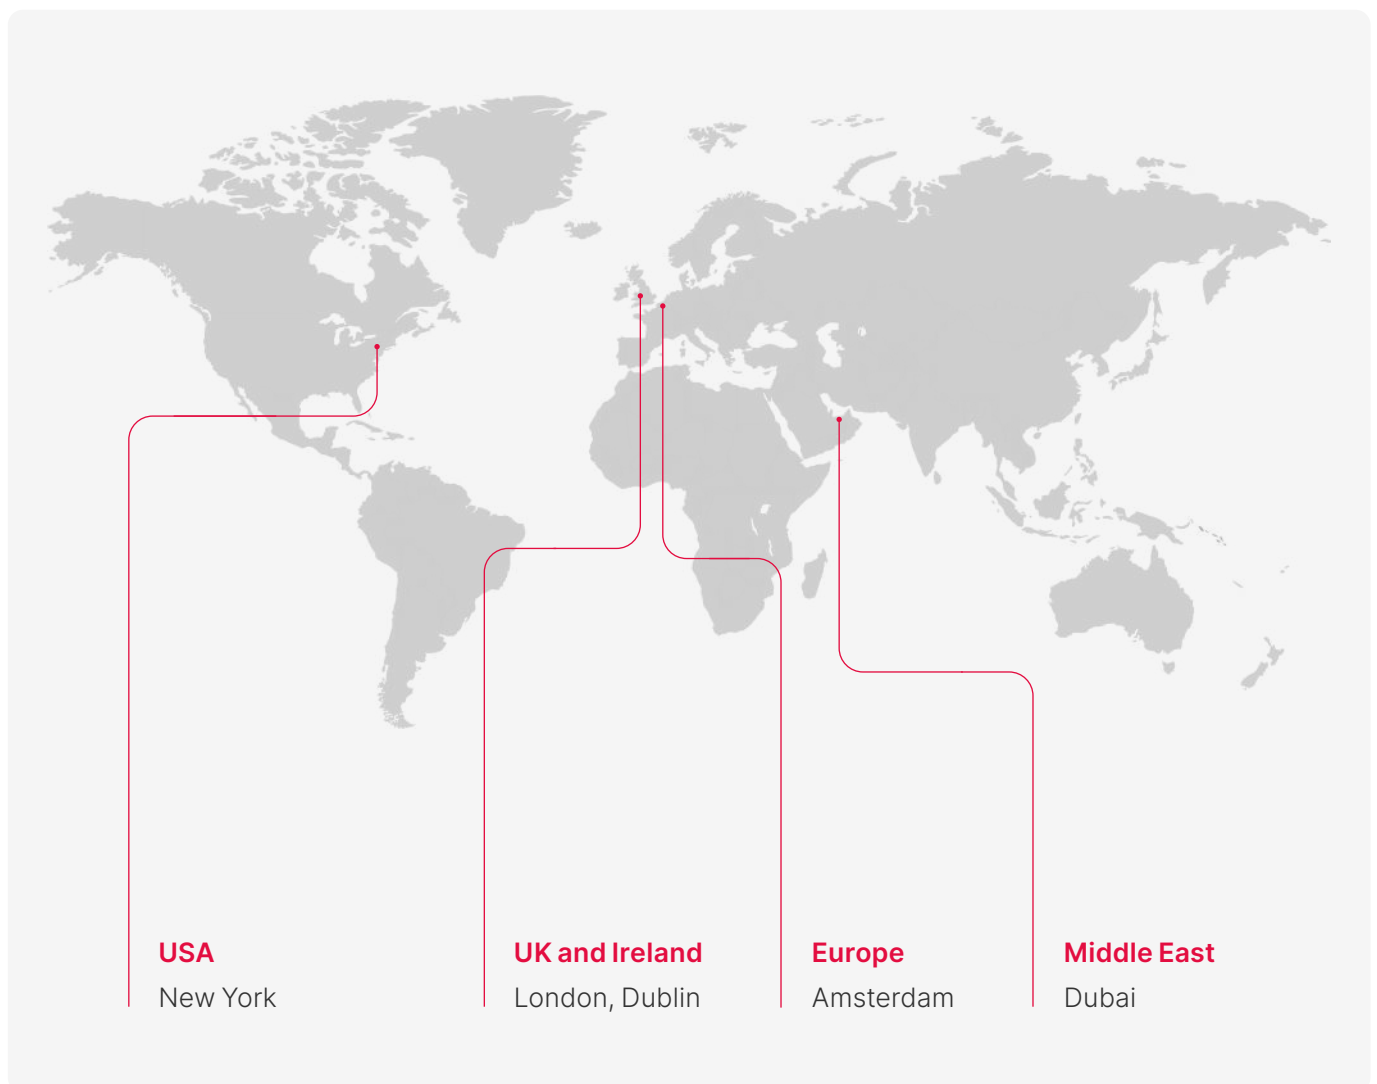 USA
New York
UK and Ireland
London, Dublin
Europe
Amsterdam
Middle East
Dubai